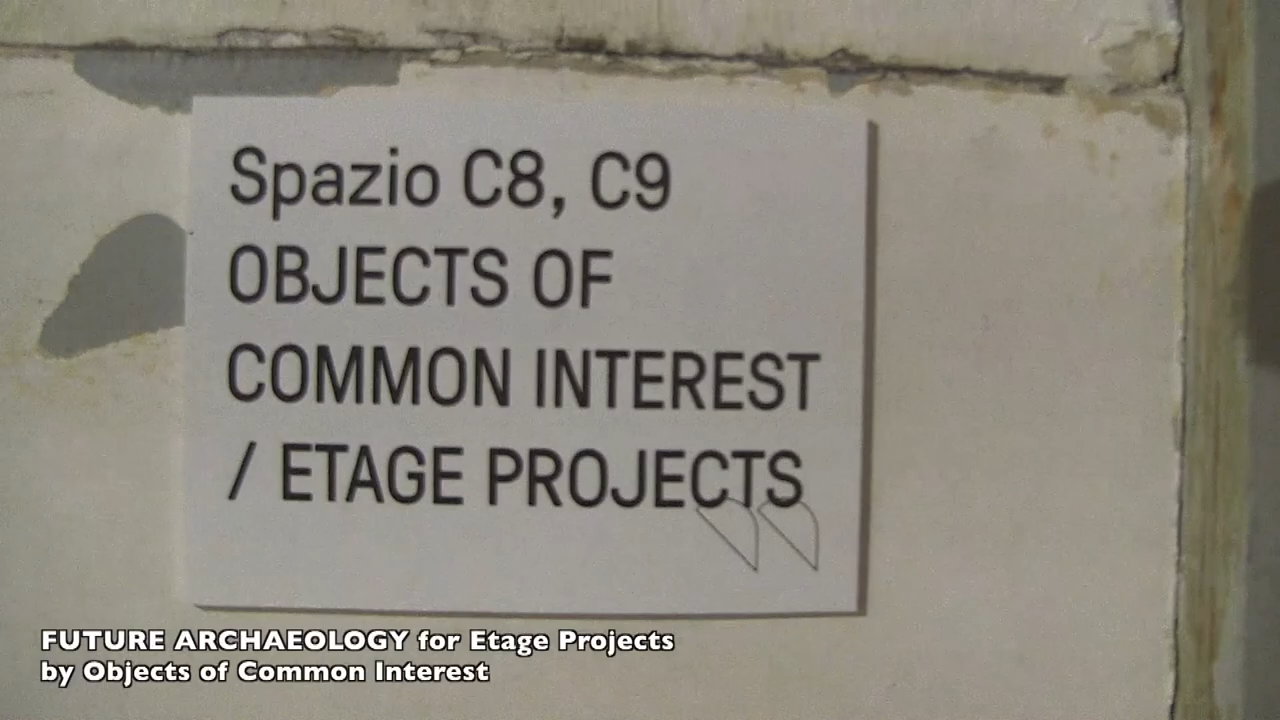 Spazio C8, C9
OBJECTS OF
COMMON INTEREST
/ ETAGE PROJECTS
FUTURE ARCHAEOLOGY for Etage Projects
by Objects of Common Interest